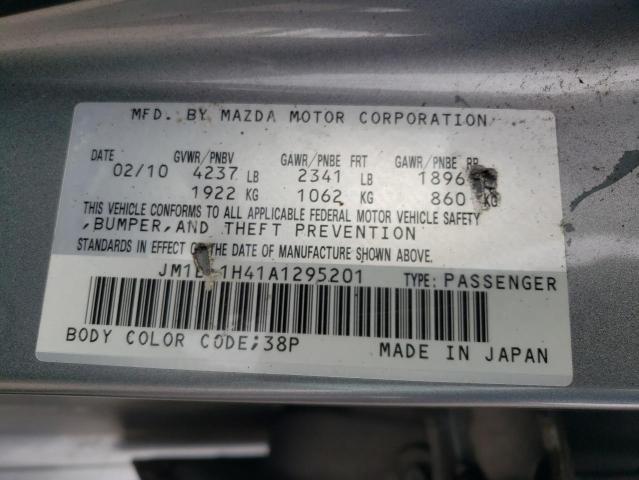 MFD. BY MAZDA MOTOR CORPORATION
DATE GVWR/PNBV GAWR/PNBE FRT GAWR/PNBE RR
02/10 4237 LB 2341 LB 1896
1922 KG 1062 KG 860 KG
THIS VEHICLE CONFORMS TO ALL APPLICABLE FEDERAL MOTOR VEHICLE SAFETY
,BUMPER,AND THEFT PREVENTION
STANDARDS IN EFFECT ON THE DATE OF MANUFACTURE SHOWN ABOVE.
TYPE: PASSENGER
BODY COLOR CODE;38P MADE IN JAPAN